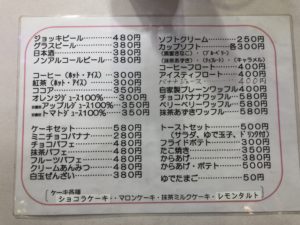 ジョッキビール 480円
グラスビール 380円
日本酒 380円
ノンアルコールビール 380円
コーヒー(ホット・アイス) 300円
紅茶(ホット・アイス) 300円
ココア 350円
オレンジジュース100% 350円
アップルジュース100% 350円
トマトジュース100% 350円
ケーキセット 580円
ミニチョコバナナ 380円
チョコパフェ 480円
抹茶パフェ 480円
フルーツパフェ 480円
クリームあんみつ 480円
白玉ぜんざい 380円
ソフトクリーム 250円
カップソフト 各300円
コーヒーフロート 400円
アイスティフロート 400円
自家製プレーンワッフル 400円
チョコバナナワッフル 580円
ベリーベリーワッフル 580円
抹茶あずきワッフル 580円
トーストセット 580円
(サラダ、ゆで玉子、ドリンク付)
フライドポテト 300円
たこ焼き 350円
からあげ 380円
からあげ・ポテト 500円
ゆでたまご 50円
ケーキ各種
ショコラケーキ・マロンケーキ・抹茶ミルクケーキ・レモンタルト